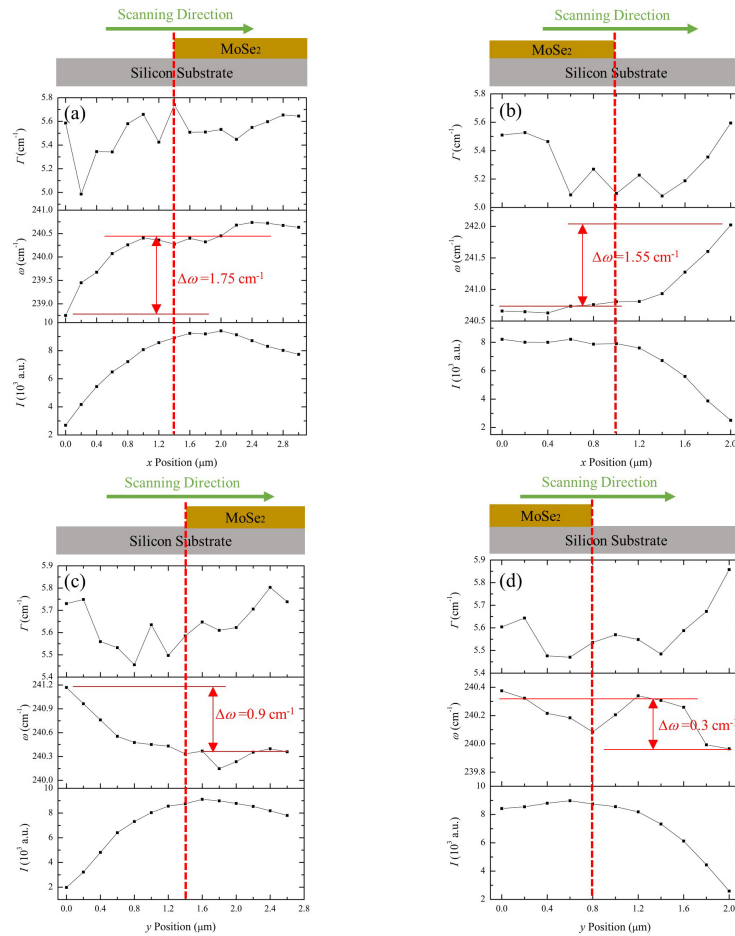 Scanning Direction
MoSe2
Silicon Substrate
(a)
5.8
5.6
5.4
5.2
5.0
Γ (cm-1)
241.0
240.5
240.0
239.5
239.0
ω (cm-1)
Δω=1.75 cm-1
10
8
6
4
2
I (103 a.u.)
0.0 0.4 0.8 1.2 1.6 2.0 2.4 2.8
x Position (μm)
Scanning Direction
MoSe2
Silicon Substrate
(b)
5.8
5.6
5.4
5.2
5.0
Γ (cm-1)
242.0
241.5
241.0
240.5
ω (cm-1)
Δω=1.55 cm-1
8
6
4
2
I (103 a.u.)
0.0 0.4 0.8 1.2 1.6 2.0
x Position (μm)
Scanning Direction
MoSe2
Silicon Substrate
(c)
5.9
5.8
5.7
5.6
5.5
5.4
Γ (cm-1)
241.2
240.9
240.6
240.3
240.0
ω (cm-1)
Δω=0.9 cm-1
10
8
6
4
2
I (103 a.u.)
0.0 0.4 0.8 1.2 1.6 2.0 2.4 2.8
y Position (μm)
Scanning Direction
MoSe2
Silicon Substrate
(d)
5.9
5.8
5.7
5.6
5.5
5.4
Γ (cm-1)
240.4
240.2
240.0
239.8
ω (cm-1)
Δω=0.3 cm-1
10
8
6
4
2
I (103 a.u.)
0.0 0.4 0.8 1.2 1.6 2.0
y Position (μm)